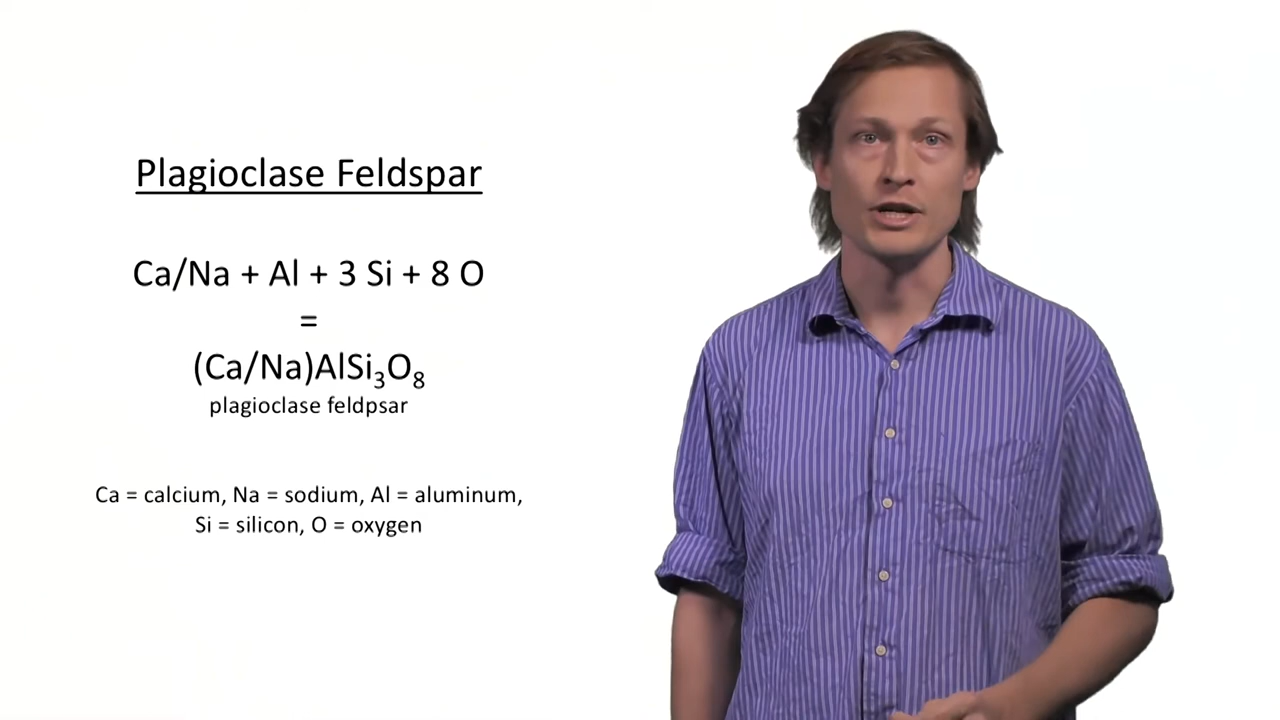 Plagioclase Feldspar
Ca/Na + Al + 3 Si + 8 O
=
(Ca/Na)AlSi₃O₈
plagioclase feldpsar
Ca = calcium, Na = sodium, Al = aluminum,
Si = silicon, O = oxygen